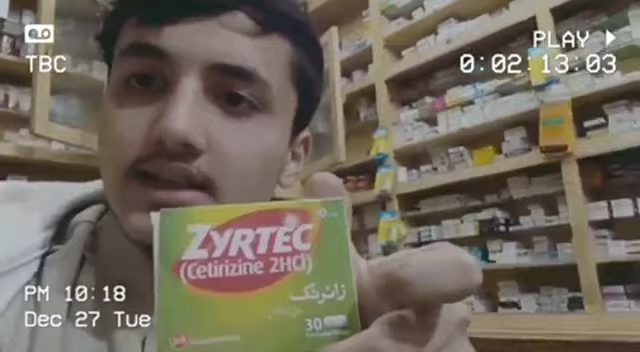 PLAY
TBC
0:02:13:03
ZYRTEC
(Cetirizine 2HCl)
زائرٹک
30
PM 10:18
Dec 27 Tue